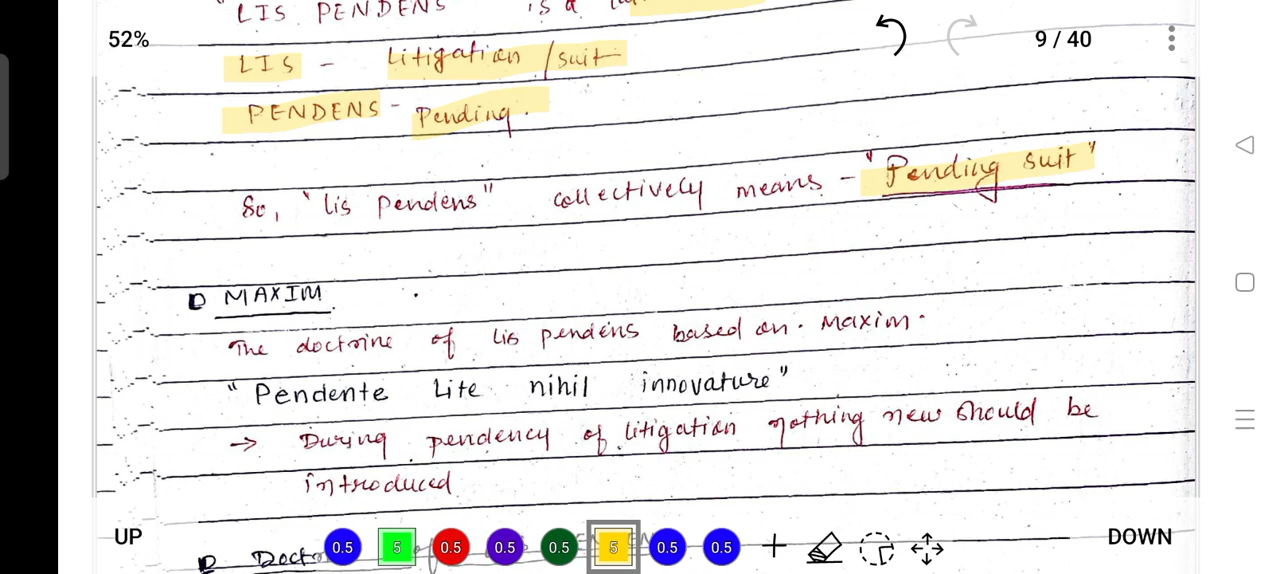 "LIS PENDENS is a
52%
9 / 40
LIS - Litigation / suit
PENDENS - Pending.
So, "lis pendens" collectively means - "Pending suit"
MAXIM
The doctrine of lis pendens based on. Maxim.
"Pendente Lite nihil innovature"
→ During pendency of litigation nothing new should be
introduced
UP
0.5 5 0.5 0.5 0.5 5 0.5 0.5
DOWN